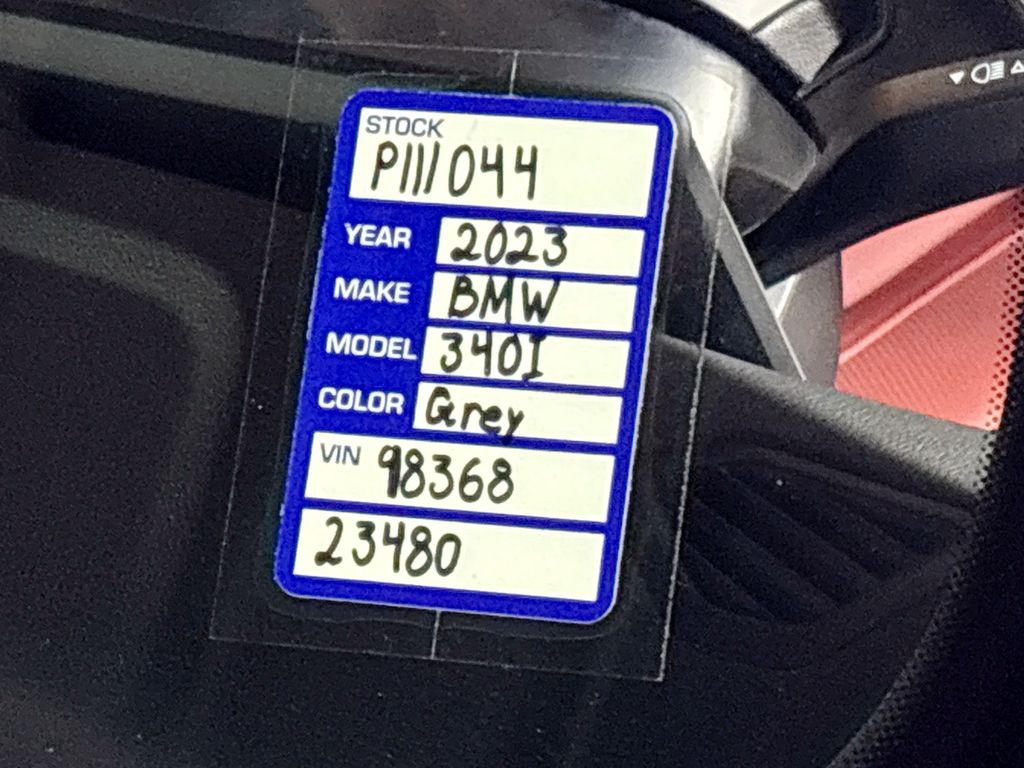 STOCK
P111044
YEAR 2023
MAKE BMW
MODEL 340I
COLOR Grey
VIN 98368
23480